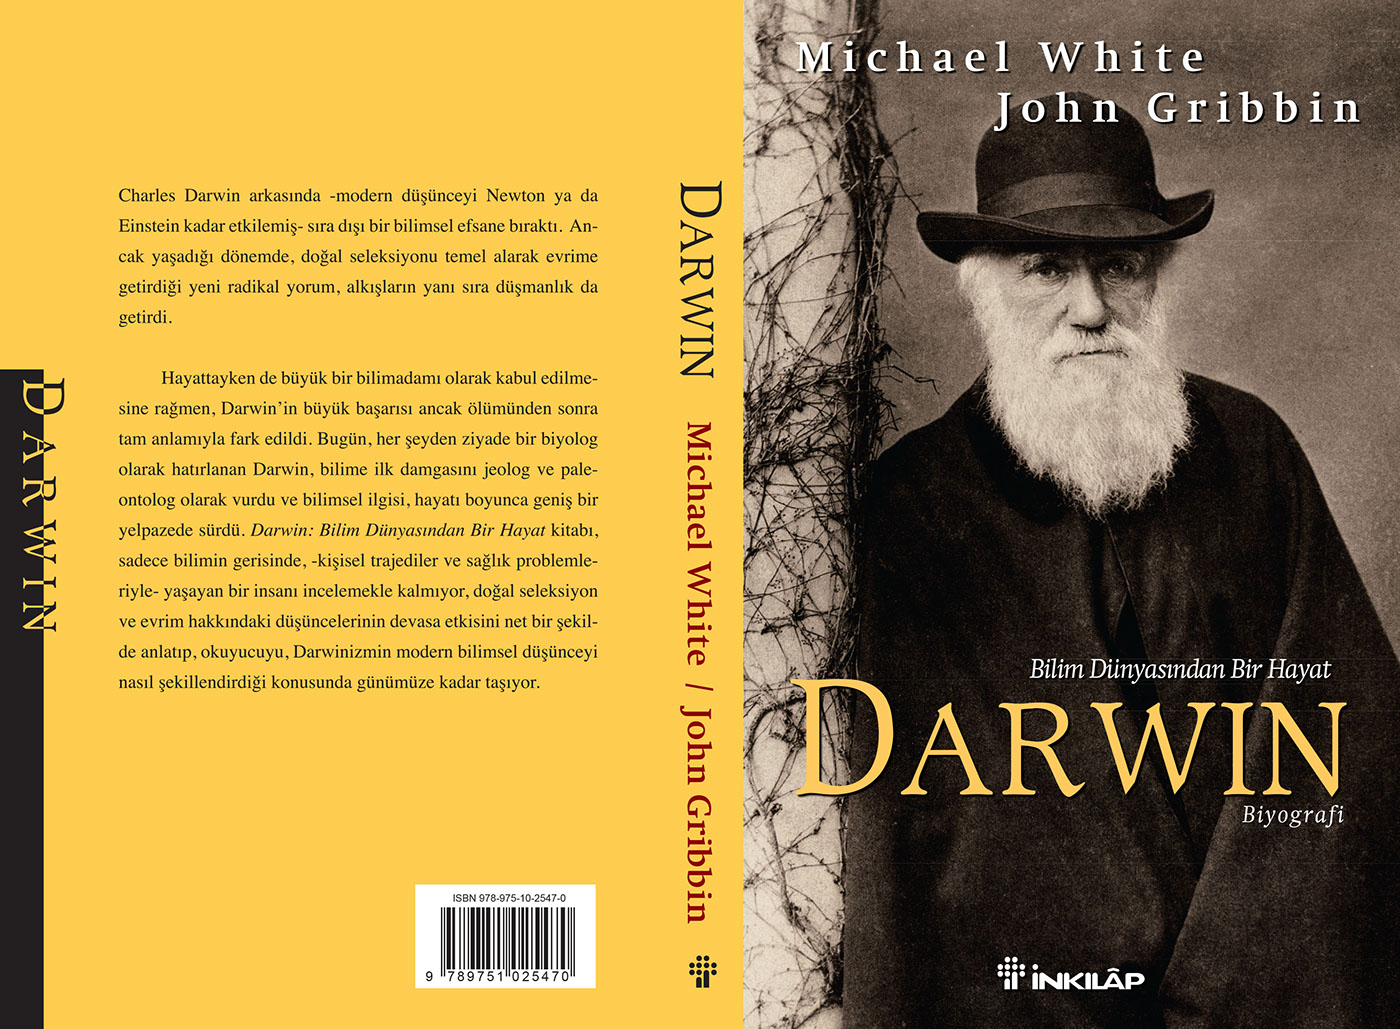 Charles Darwin arkasında -modern düşünceyi Newton ya da
Einstein kadar etkilemiş- sıra dışı bir bilimsel efsane bıraktı. An-
cak yaşadığı dönemde, doğal seleksiyonu temel alarak evrime
getirdiği yeni radikal yorum, alkışların yanı sıra düşmanlık da
getirdi.
Hayattayken de büyük bir bilimadamı olarak kabul edilme-
sine rağmen, Darwin’in büyük başarısı ancak ölümünden sonra
tam anlamıyla fark edildi. Bugün, her şeyden ziyade bir biyolog
olarak hatırlanan Darwin, bilime ilk damgasını jeolog ve pale-
ontolog olarak vurdu ve bilimsel ilgisi, hayatı boyunca geniş bir
yelpazede sürdü. Darwin: Bilim Dünyasından Bir Hayat kitabı,
sadece bilimin gerisinde, -kişisel trajediler ve sağlık problemle-
riyle- yaşayan bir insanı incelemekle kalmıyor, doğal seleksiyon
ve evrim hakkındaki düşüncelerinin devasa etkisini net bir şekil-
de anlatıp, okuyucuyu, Darwinizmin modern bilimsel düşünceyi
nasıl şekillendirdiği konusunda günümüze kadar taşıyor.
DARWIN
ISBN 978-975-10-2547-0
9 789751 025470
DARWIN
Michael White / John Gribbin
Michael White
John Gribbin
Bilim Dünyasından Bir Hayat
DARWIN
Biyografi
İNKILÂP